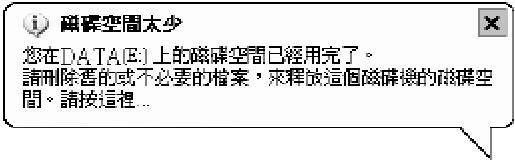 磁碟空間太少
您在DATA(E:) 上的磁碟空間已經用完了。
請刪除舊的或不必要的檔案，來釋放這個磁碟機的磁碟空
間。請按這裡...